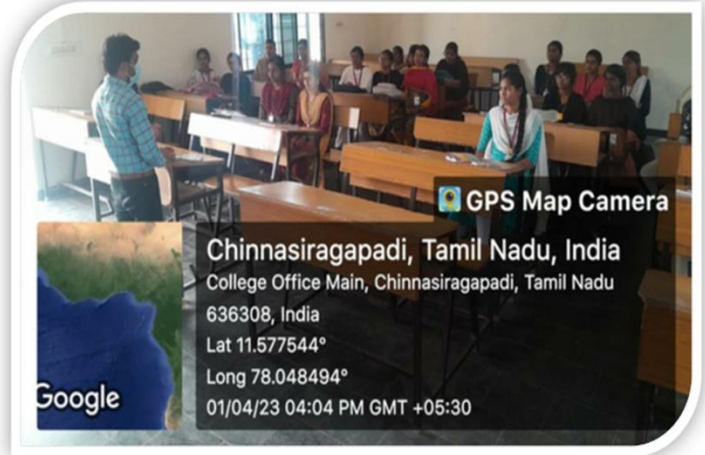 GPS Map Camera
Chinnasiragapadi, Tamil Nadu, India
College Office Main, Chinnasiragapadi, Tamil Nadu
636308, India
Lat 11.577544°
Long 78.048494°
01/04/23 04:04 PM GMT +05:30
Google